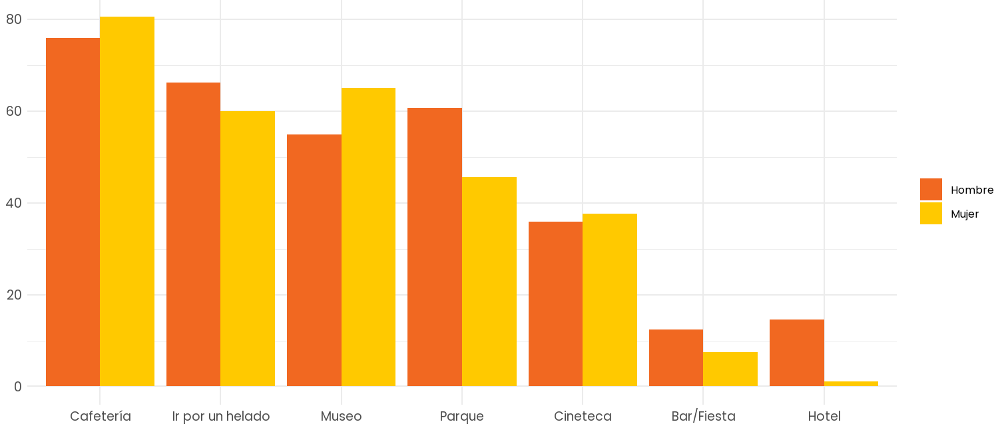 80
60
40
20
0
Cafetería
Ir por un helado
Museo
Parque
Cineteca
Bar/Fiesta
Hotel
Hombre
Mujer